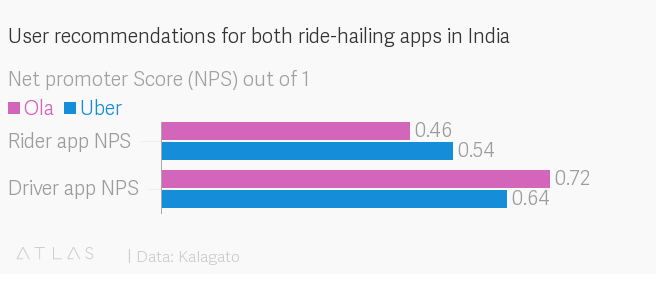 User recommendations for both ride-hailing apps in India
Net promoter Score (NPS) out of 1
Ola Uber
Rider app NPS 0.46
0.54
Driver app NPS 0.72
0.64
ATLAS | Data: Kalagato